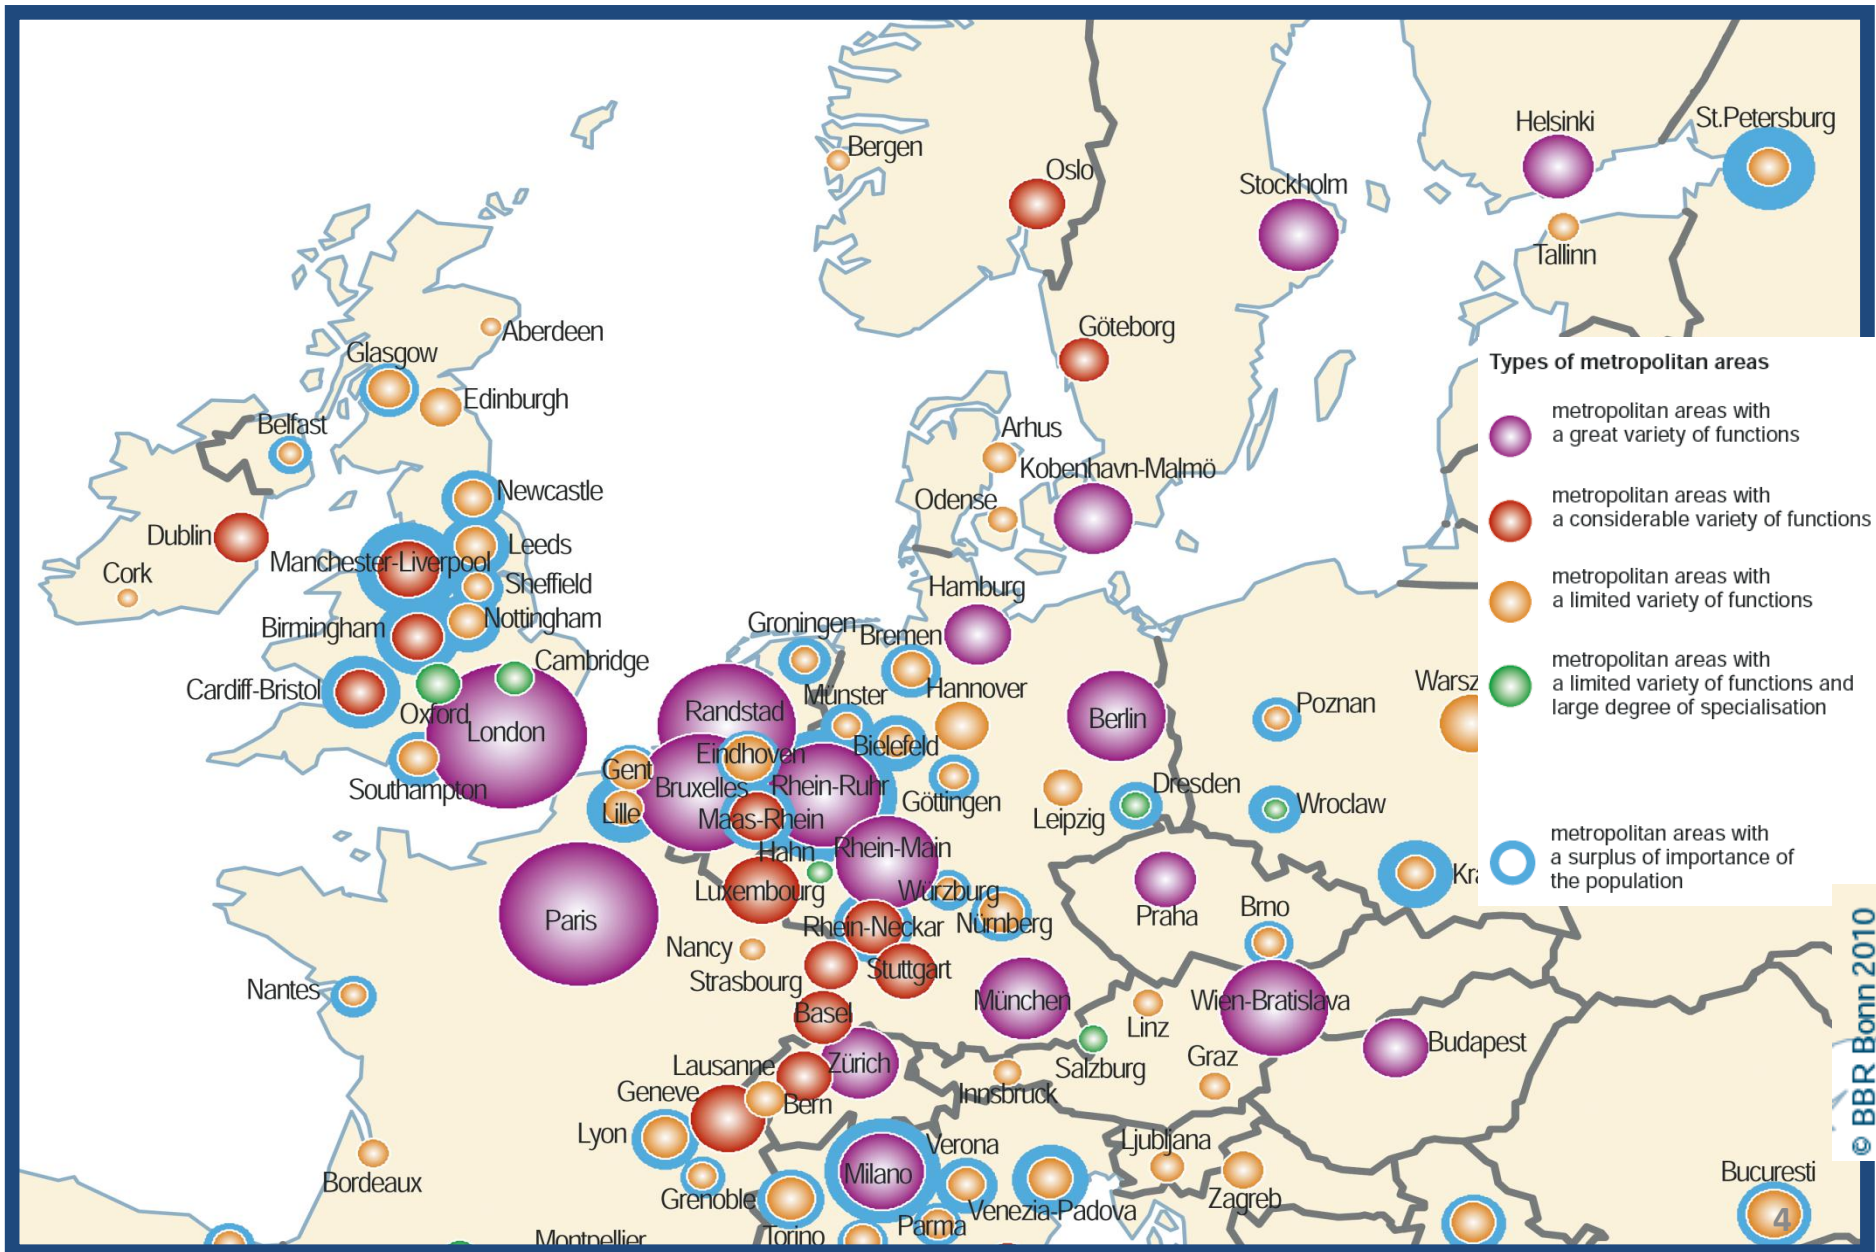 Helsinki
St.Petersburg
Bergen
Oslo
Stockholm
Tallinn
Aberdeen
Göteborg
Glasgow
Edinburgh
Belfast
Arhus
Kobenhavn-Malmö
Newcastle
Odense
Dublin
Leeds
Manchester-Liverpool
Cork
Sheffield
Hamburg
Nottingham
Birmingham
Groningen
Bremen
Cambridge
Cardiff-Bristol
Münster
Hannover
Oxford
Randstad
Berlin
Poznan
Warsz
London
Eindhoven
Bielefeld
Gent
Southampton
Bruxelles
Rhein-Ruhr
Göttingen
Dresden
Wroclaw
Lille
Maas-Rhein
Leipzig
Hahn
Rhein-Main
Kra
Luxembourg
Würzburg
Paris
Rhein-Neckar
Nürnberg
Praha
Brno
Nancy
Strasbourg
Stuttgart
Nantes
München
Wien-Bratislava
Basel
Linz
Budapest
Lausanne
Zürich
Salzburg
Graz
Geneve
Bern
Innsbruck
Lyon
Verona
Ljubljana
Milano
Bordeaux
Grenoble
Venezia-Padova
Zagreb
Bucuresti
Montpellier
Torino
Parma
Types of metropolitan areas
metropolitan areas with
a great variety of functions
metropolitan areas with
a considerable variety of functions
metropolitan areas with
a limited variety of functions
metropolitan areas with
a limited variety of functions and
large degree of specialisation
metropolitan areas with
a surplus of importance of
the population
© BBR Bonn 2010
4